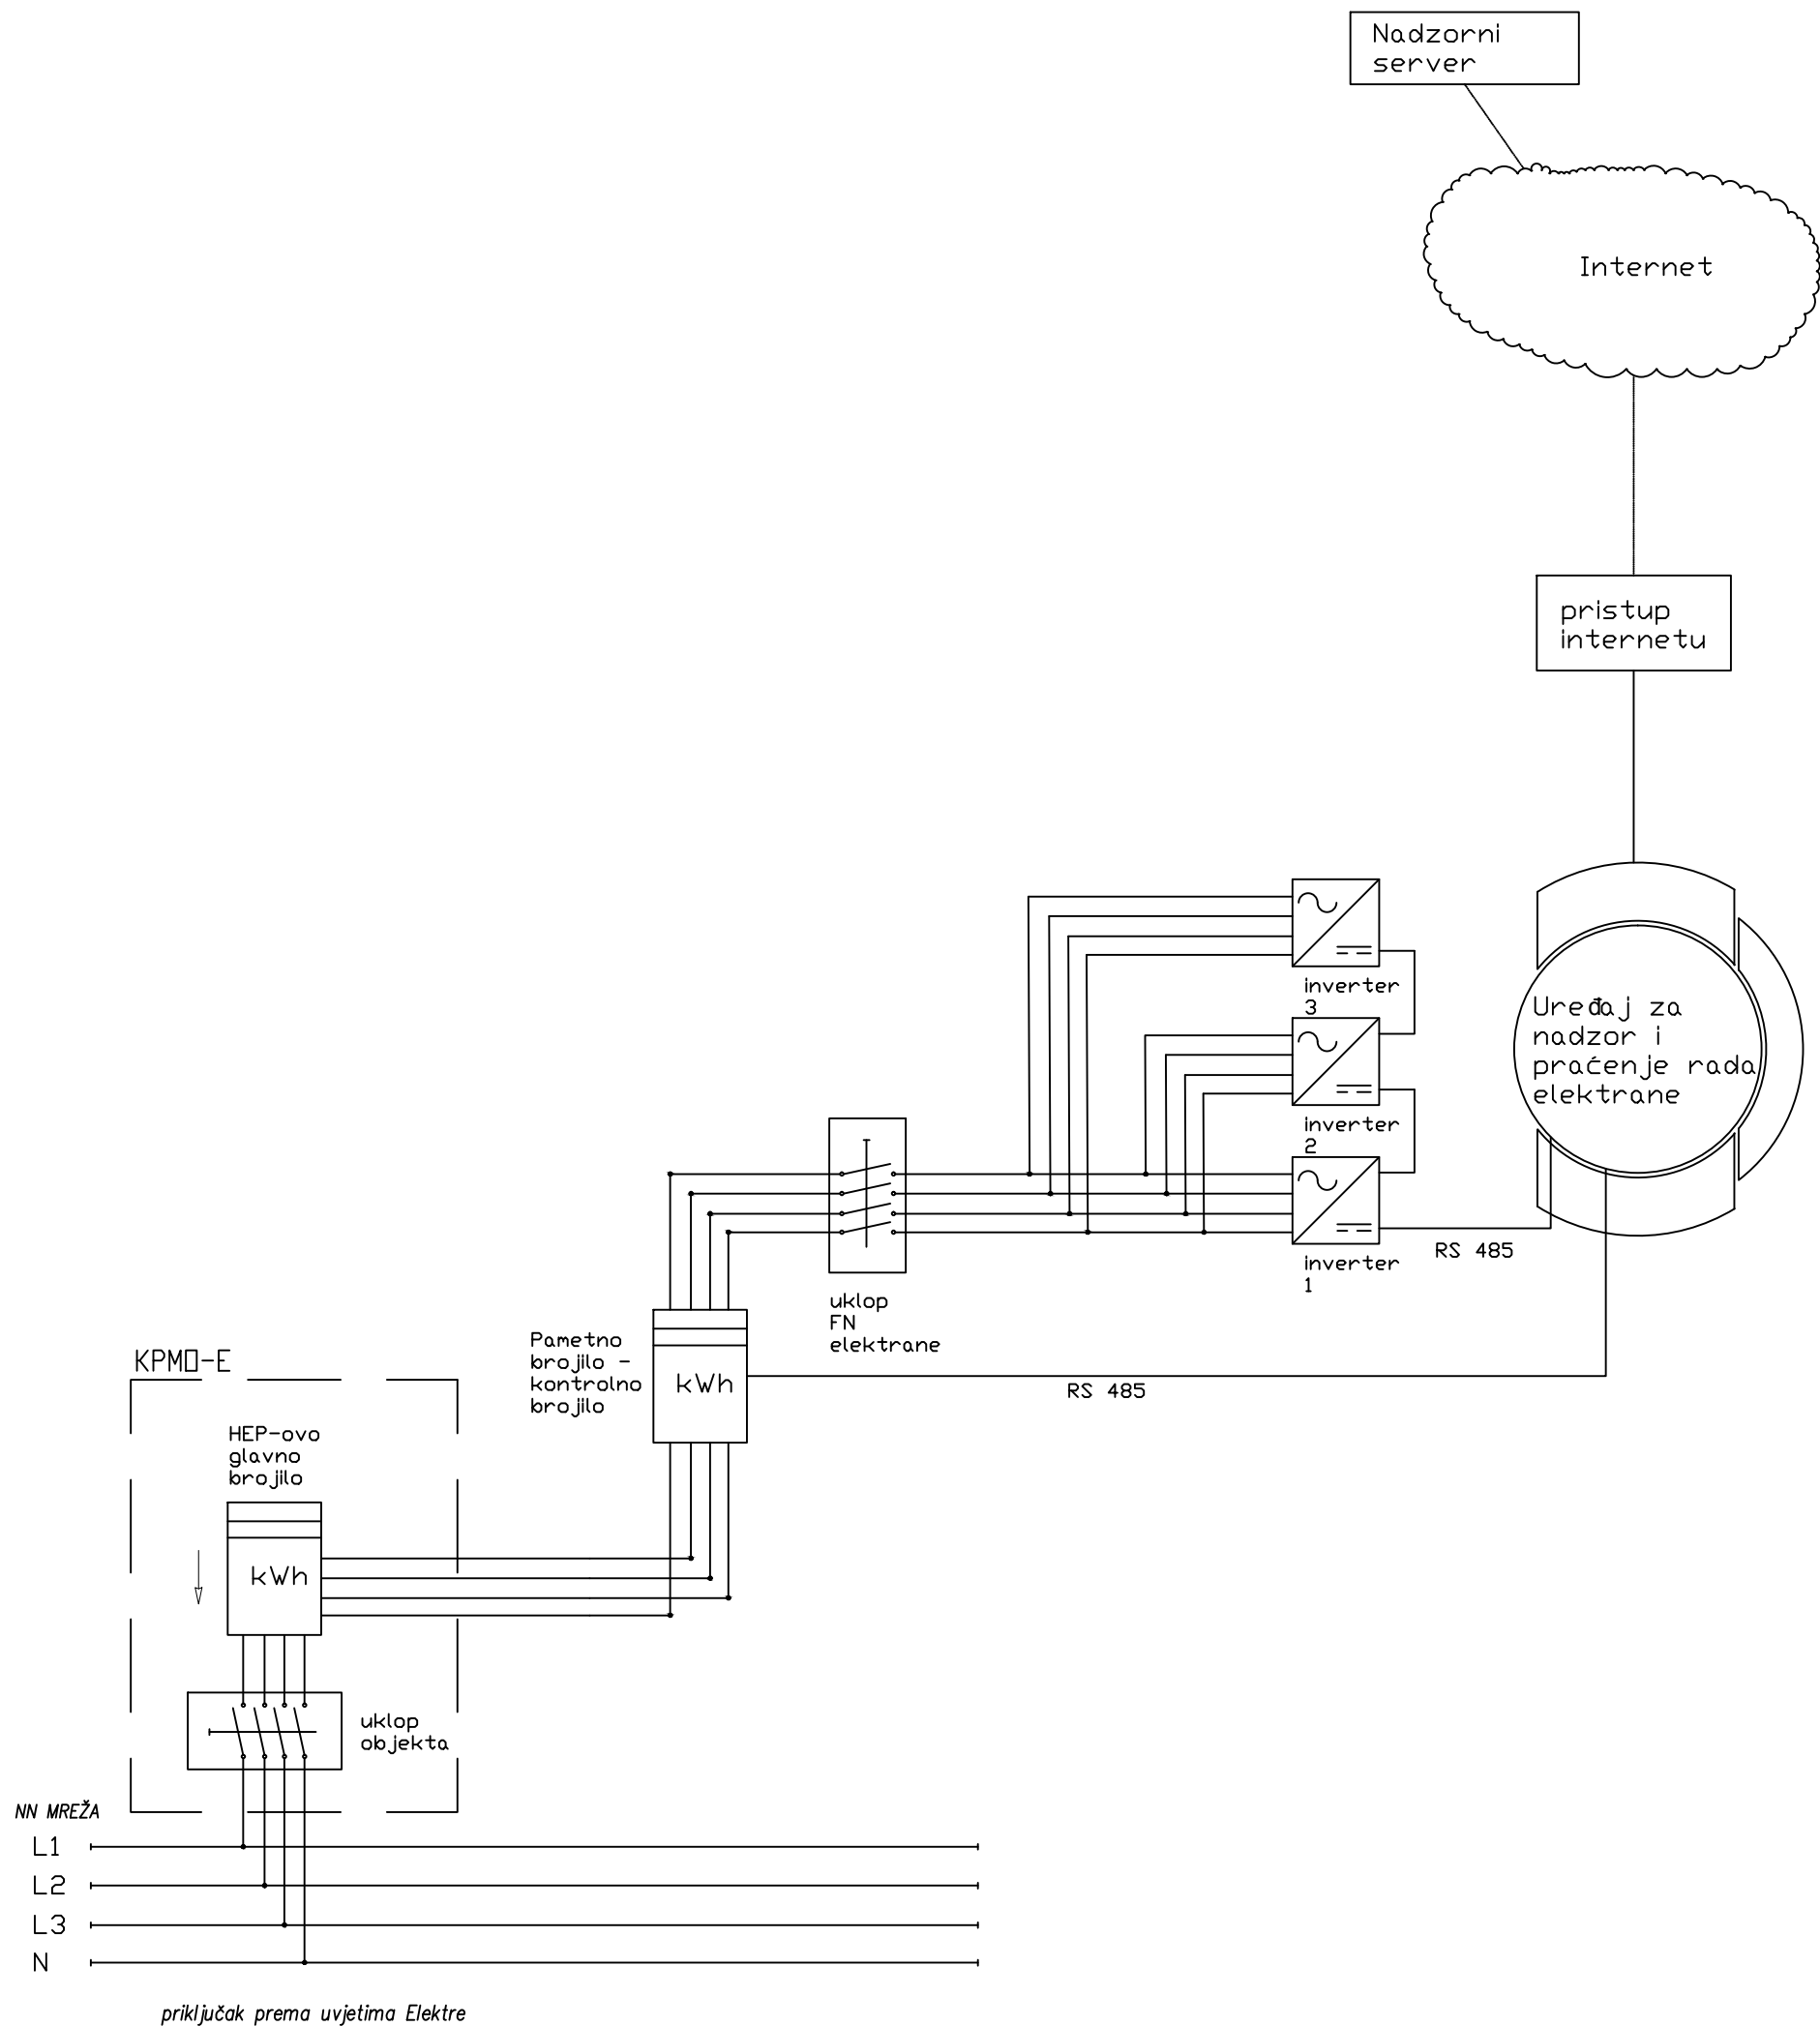 Nadzorni
server
Internet
pristup
internetu
Uređaj za
nadzor i
praćenje rada
elektrane
inverter
3
inverter
2
inverter
1
RS 485
uklop
FN
elektrane
Pametno
brojilo -
kontrolno
brojilo
kWh
RS 485
KPMO-E
HEP-ovo
glavno
brojilo
kWh
uklop
objekta
NN MREŽA
L1
L2
L3
N
priključak prema uvjetima Elektre